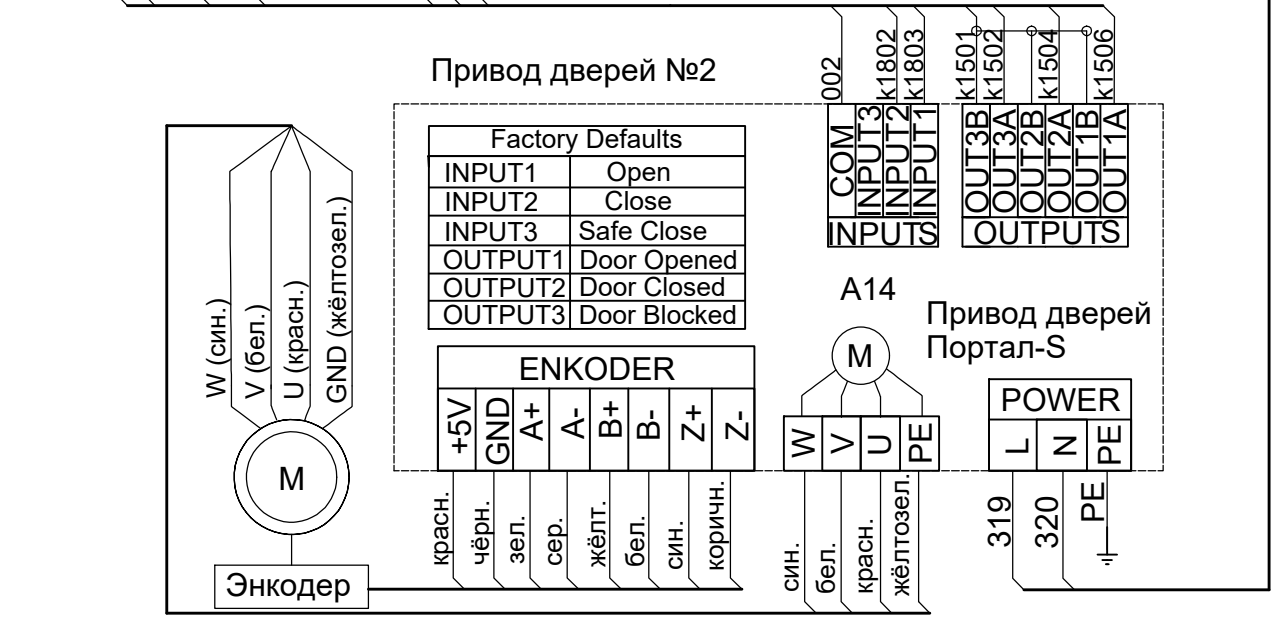 002
k1802
k1803
k1501
k1502
k1504
k1506
Привод дверей №2
COM
INPUT3
INPUT2
INPUT1
INPUTS
OUT3B
OUT3A
OUT2B
OUT2A
OUT1B
OUT1A
OUTPUTS
Factory Defaults
INPUT1 Open
INPUT2 Close
INPUT3 Safe Close
OUTPUT1 Door Opened
OUTPUT2 Door Closed
OUTPUT3 Door Blocked
W (син.)
V (бел.)
U (красн.)
GND (жёлтозел.)
M
Энкодер
A14
Привод дверей
Портал-S
M
ENKODER
+5V
GND
A+
A-
B+
B-
Z+
Z-
W
V
U
PE
POWER
L
N
PE
красн.
чёрн.
зел.
сер.
жёлт.
бел.
син.
коричн.
син.
бел.
красн.
жёлтозел.
319
320
PE